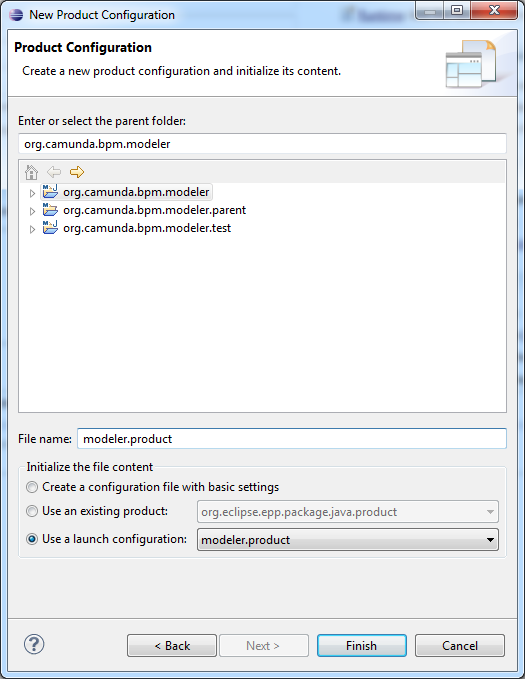 New Product Configuration
Product Configuration
Create a new product configuration and initialize its content.
Enter or select the parent folder:
org.camunda.bpm.modeler
org.camunda.bpm.modeler
org.camunda.bpm.modeler.parent
org.camunda.bpm.modeler.test
File name: modeler.product
Initialize the file content
Create a configuration file with basic settings
Use an existing product: org.eclipse.epp.package.java.product
Use a launch configuration: modeler.product
? < Back Next > Finish Cancel